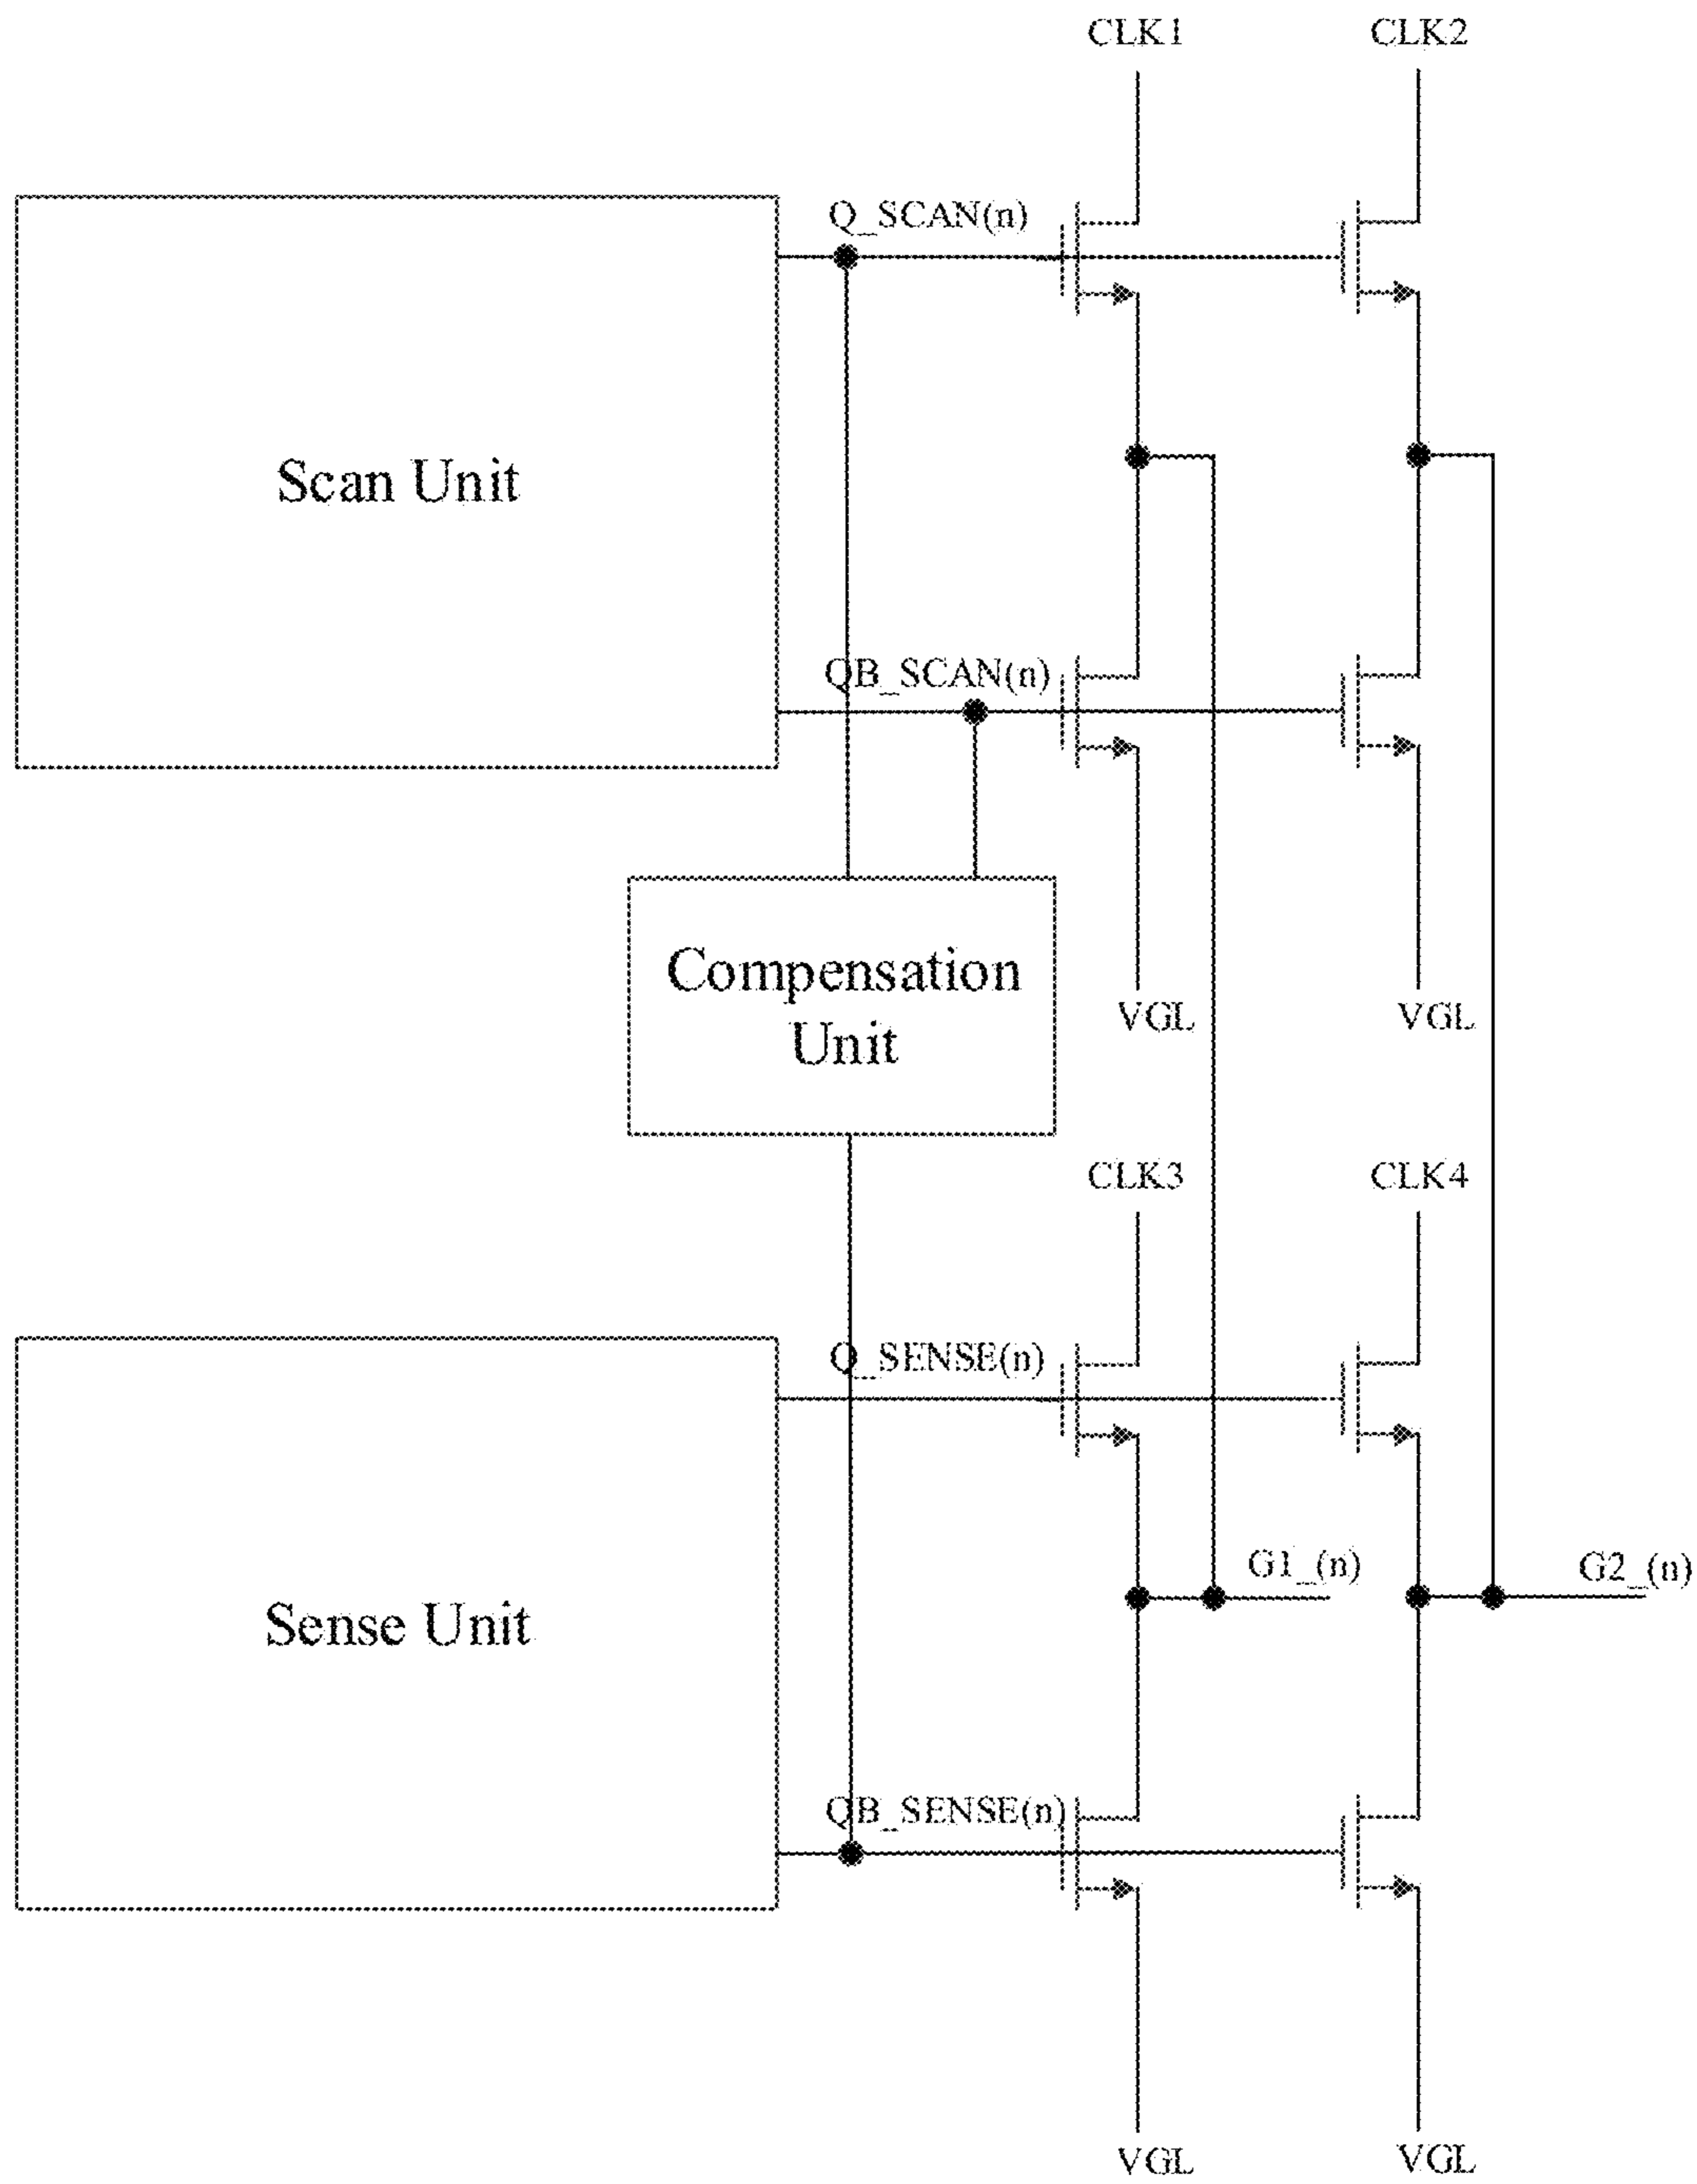 CLK1
CLK2
Q_SCAN(n)
Scan Unit
QB_SCAN(n)
Compensation
Unit
VGL
VGL
CLK3
CLK4
Q_SENSE(n)
G1_(n)
G2_(n)
Sense Unit
QB_SENSE(n)
VGL
VGL